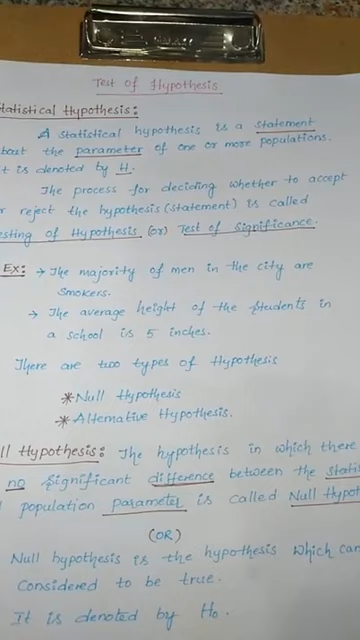 Test of Hypothesis
tatistical Hypothesis:
A statistical hypothesis is a statement
bout the parameter of one or more populations.
t is denoted by H.
The process for deciding whether to accept
r reject the hypothesis (statement) is called
esting of Hypothesis (or) Test of Significance.
Ex: → The majority of men in the city are
Smokers.
→ The average height of the students in
a school is 5 inches.
There are two types of Hypothesis
* Null Hypothesis
* Alternative Hypothesis.
ll Hypothesis: The hypothesis in which there
no significant difference between the statis
population parameter is called Null Hypot
(OR)
Null hypothesis is the hypothesis which can
Considered to be true.
It is denoted by H₀.